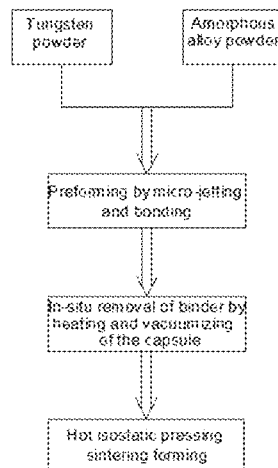 Tungsten
powder
Amorphous
alloy powder
Preforming by micro-jetting
and bonding
In-situ removal of binder by
heating and vacuumizing
of the capsule
Hot isostatic pressing
sintering forming